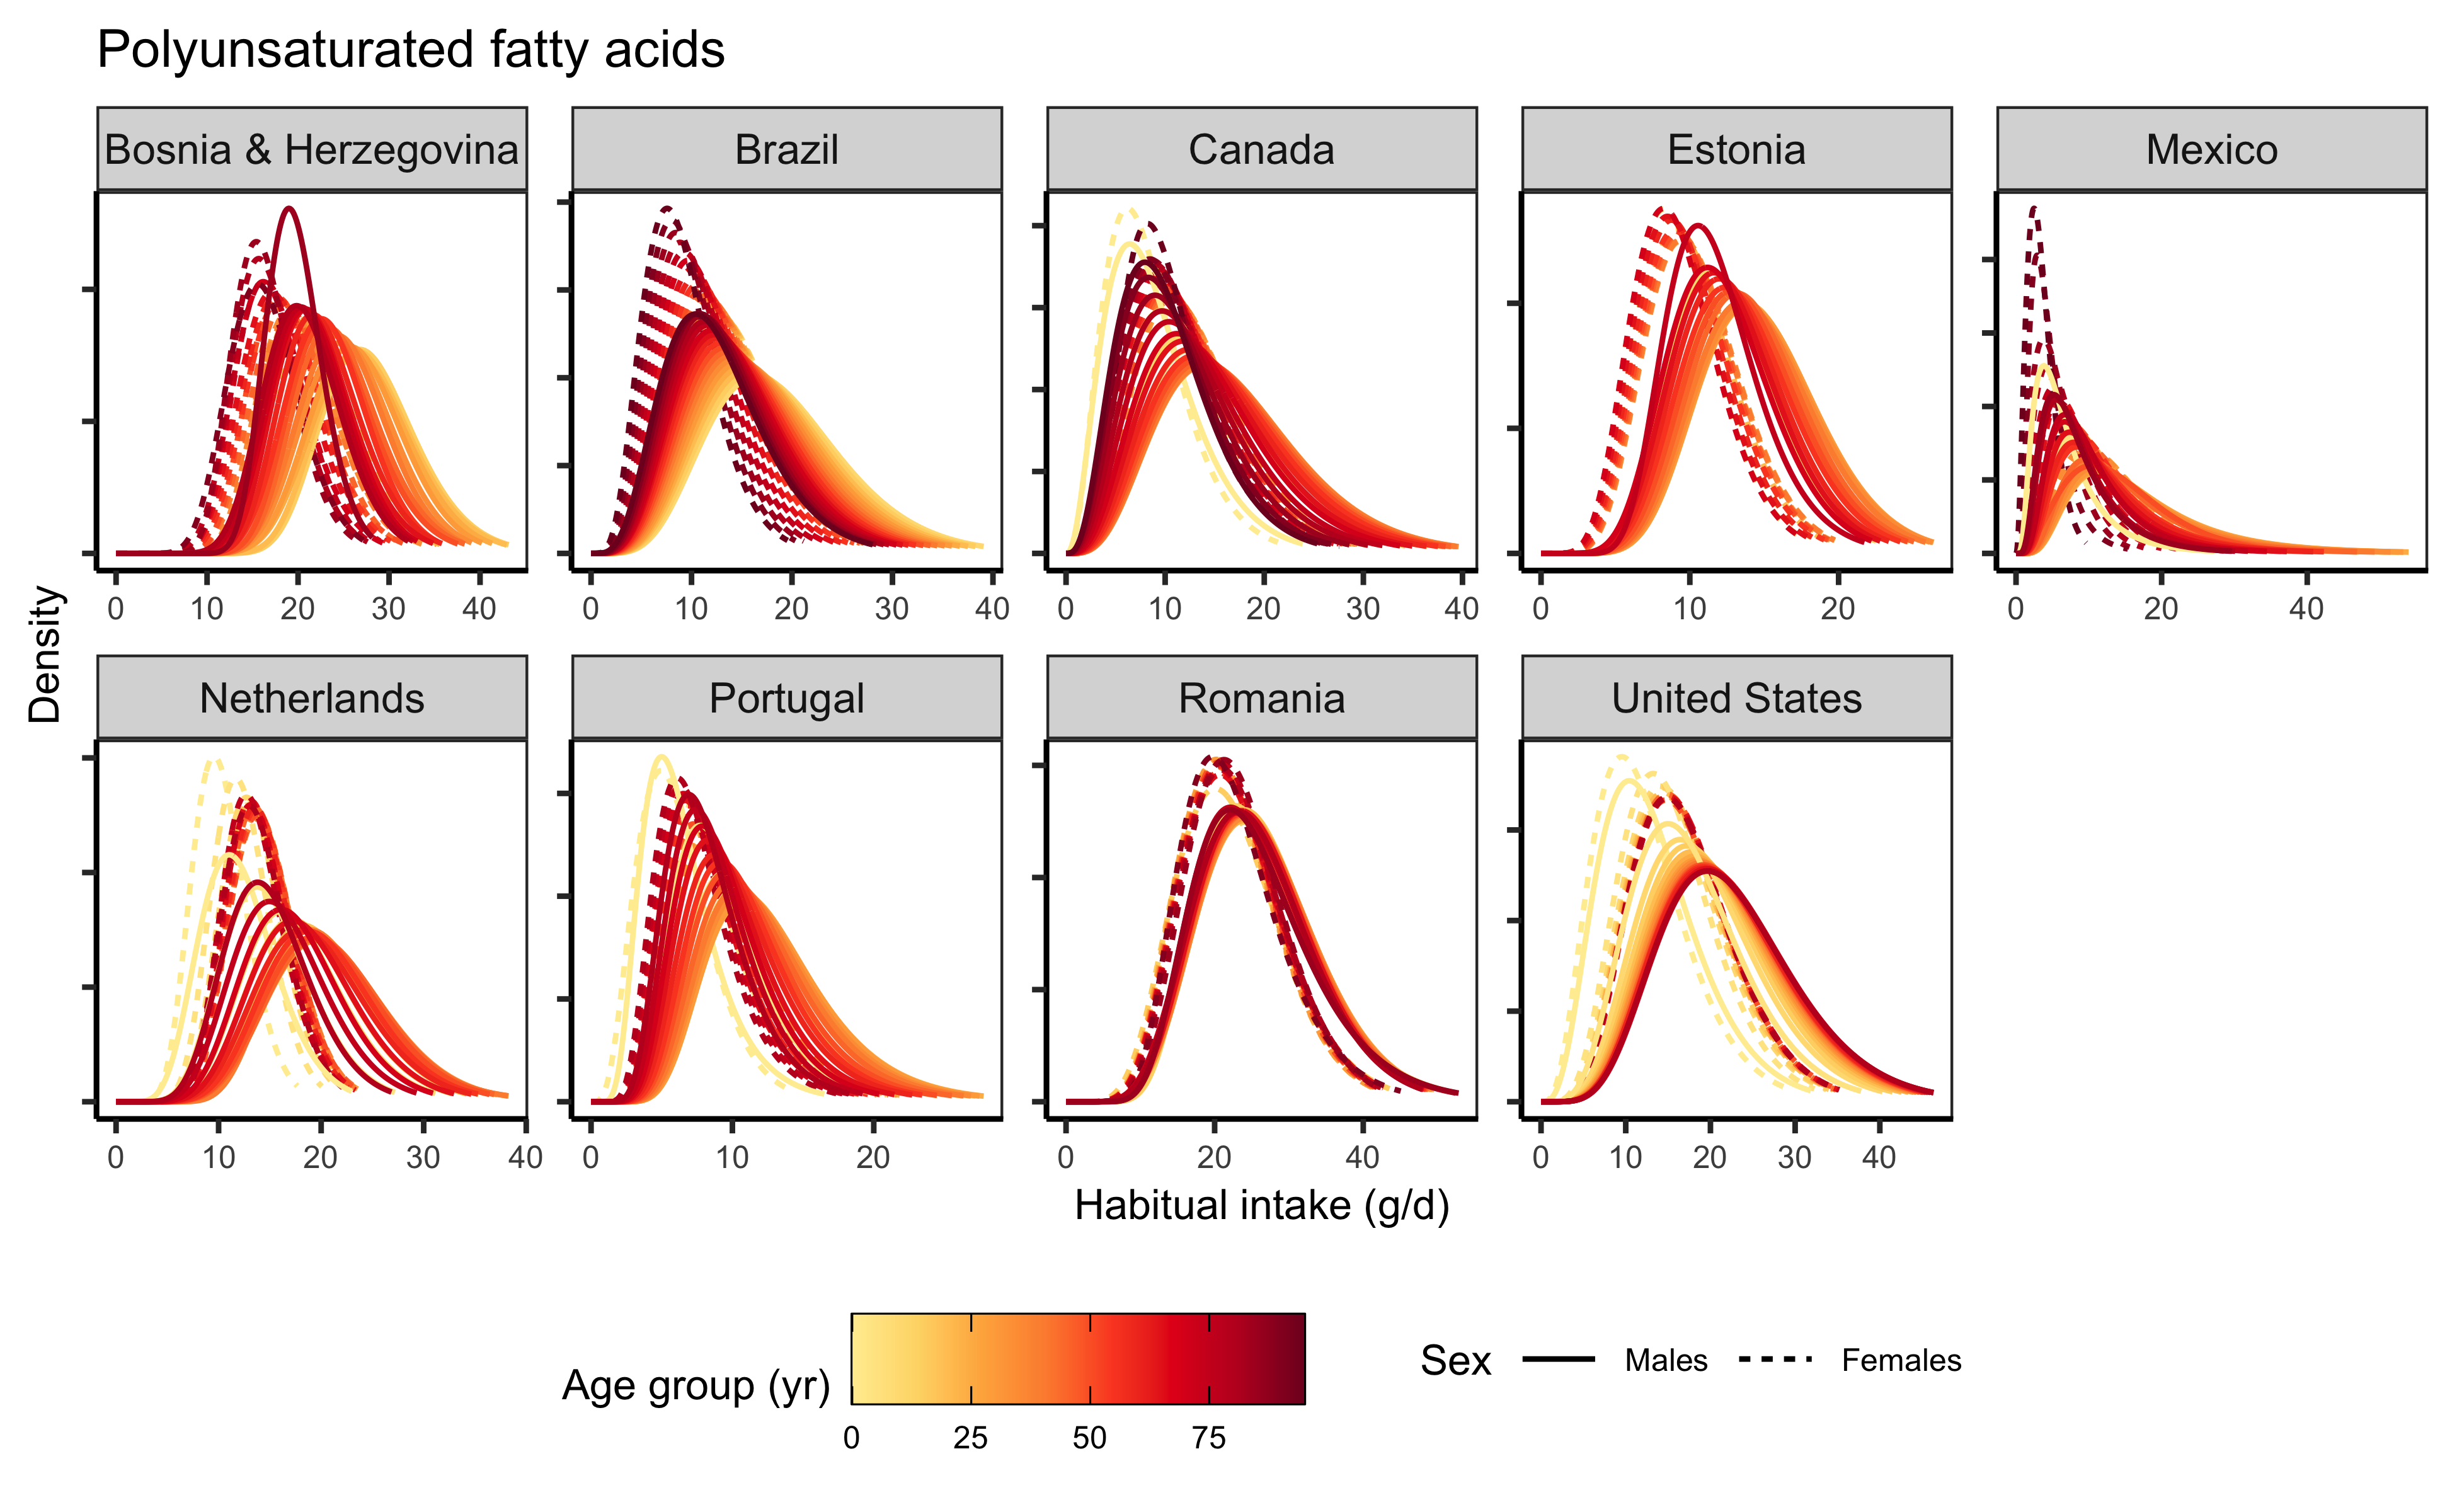 Polyunsaturated fatty acids
Bosnia & Herzegovina
Brazil
Canada
Estonia
Mexico
0 10 20 30 40
0 10 20 30 40
0 10 20 30 40
0 10 20
0 20 40
Density
Netherlands
Portugal
Romania
United States
0 10 20 30 40
0 10 20
0 20 40
0 10 20 30 40
Habitual intake (g/d)
Age group (yr)
0 25 50 75
Sex
Males
Females